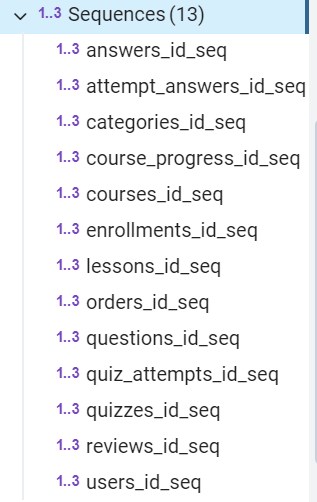 1..3 Sequences (13)
1..3 answers_id_seq
1..3 attempt_answers_id_seq
1..3 categories_id_seq
1..3 course_progress_id_seq
1..3 courses_id_seq
1..3 enrollments_id_seq
1..3 lessons_id_seq
1..3 orders_id_seq
1..3 questions_id_seq
1..3 quiz_attempts_id_seq
1..3 quizzes_id_seq
1..3 reviews_id_seq
1..3 users_id_seq